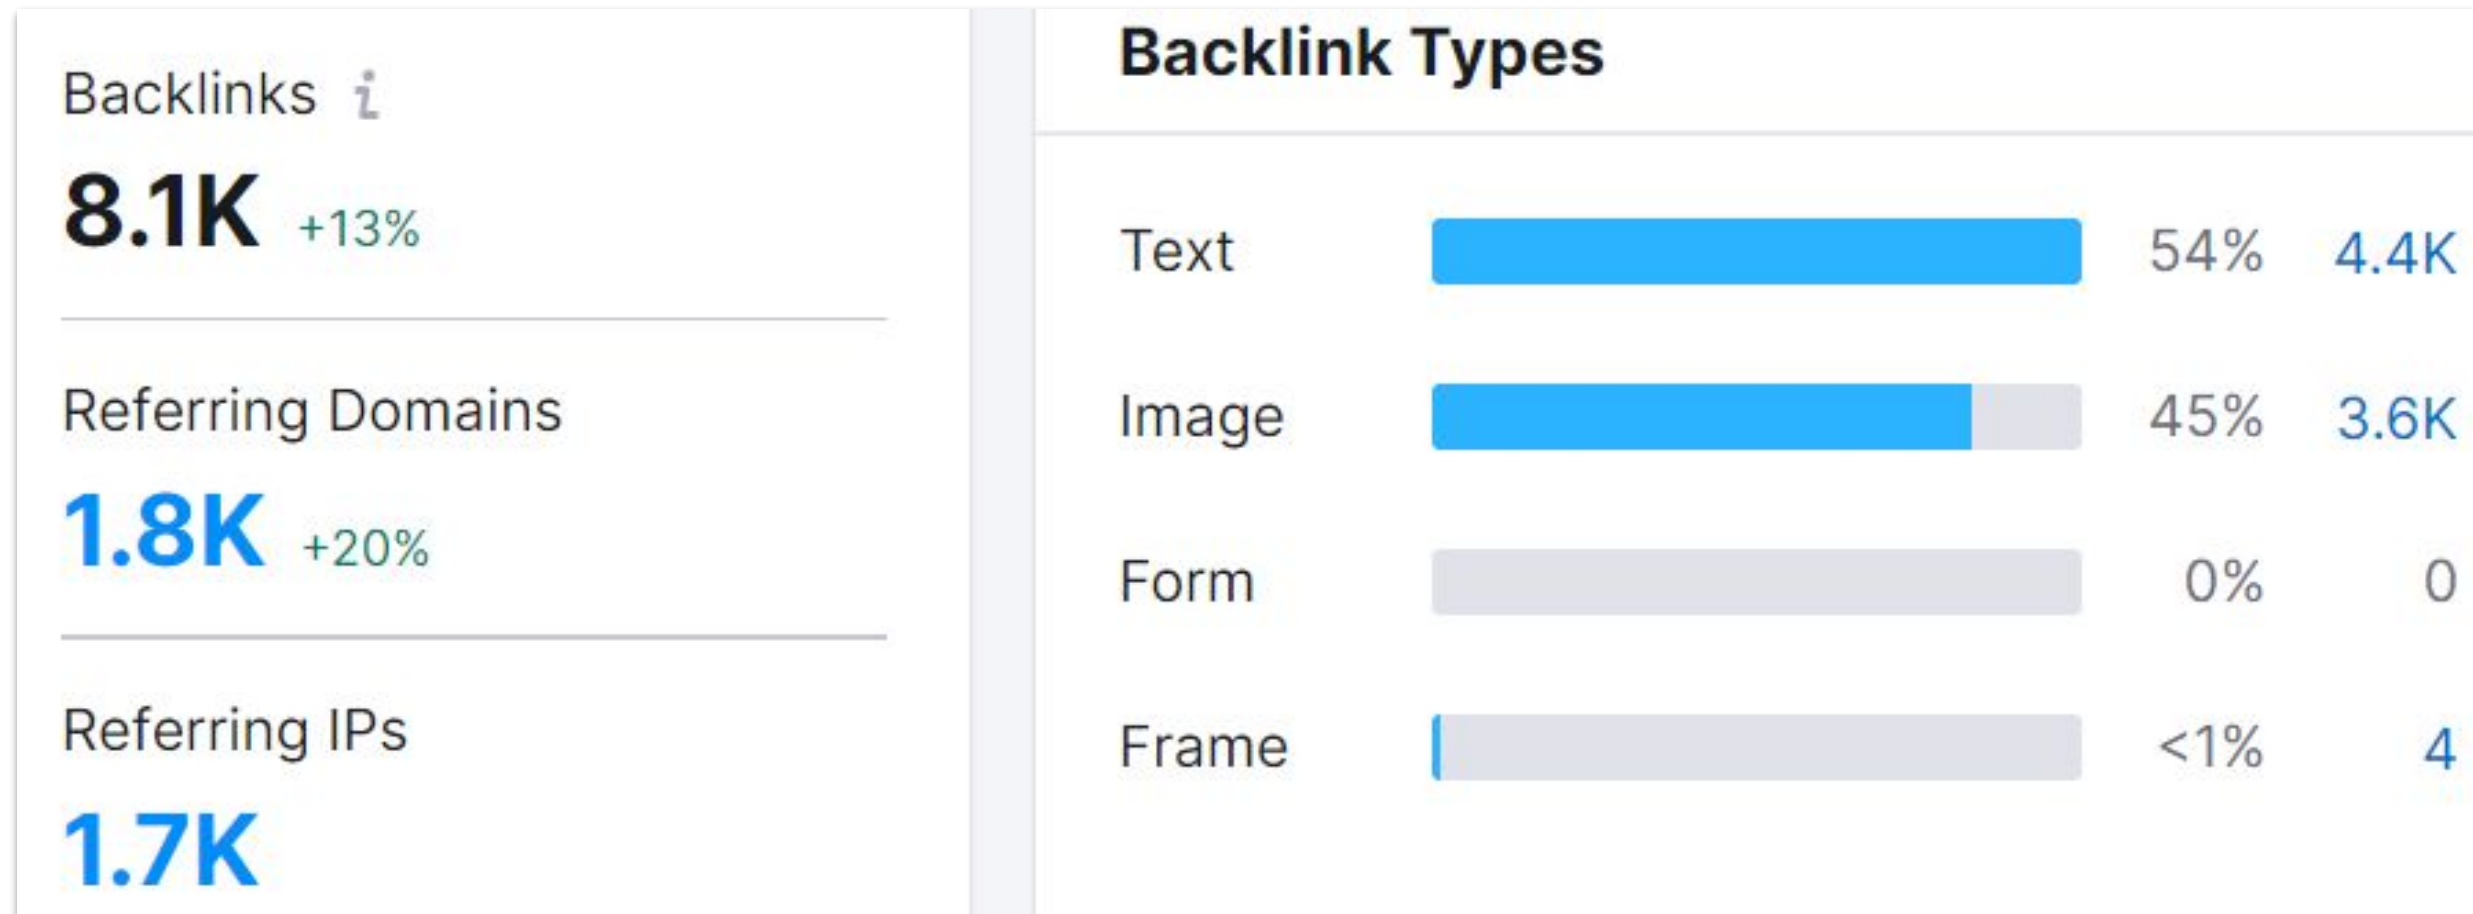 Backlinks i
8.1K +13%
Referring Domains
1.8K +20%
Referring IPs
1.7K
Backlink Types
Text 54% 4.4K
Image 45% 3.6K
Form 0% 0
Frame <1% 4